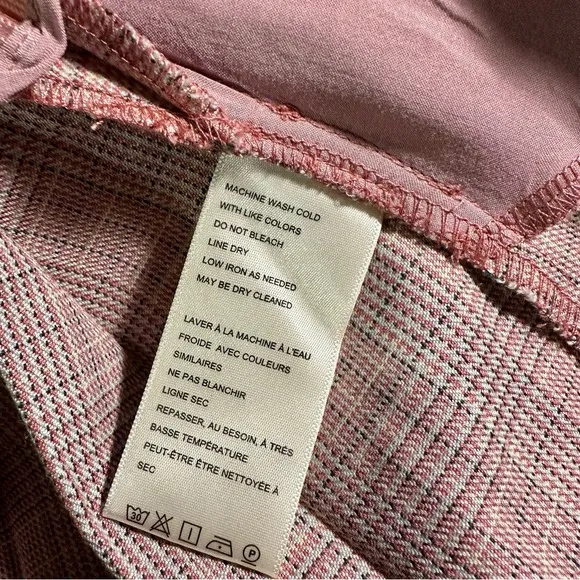 MACHINE WASH COLD
WITH LIKE COLORS
DO NOT BLEACH
LINE DRY
LOW IRON AS NEEDED
MAY BE DRY CLEANED
LAVER À LA MACHINE À L'EAU
FROIDE AVEC COULEURS
SIMILAIRES
NE PAS BLANCHIR
LIGNE SEC
REPASSER, AU BESOIN, À TRÉS
BASSE TEMPÉRATURE
PEUT-ÊTRE ÊTRE NETTOYÉE À
SEC
30 P